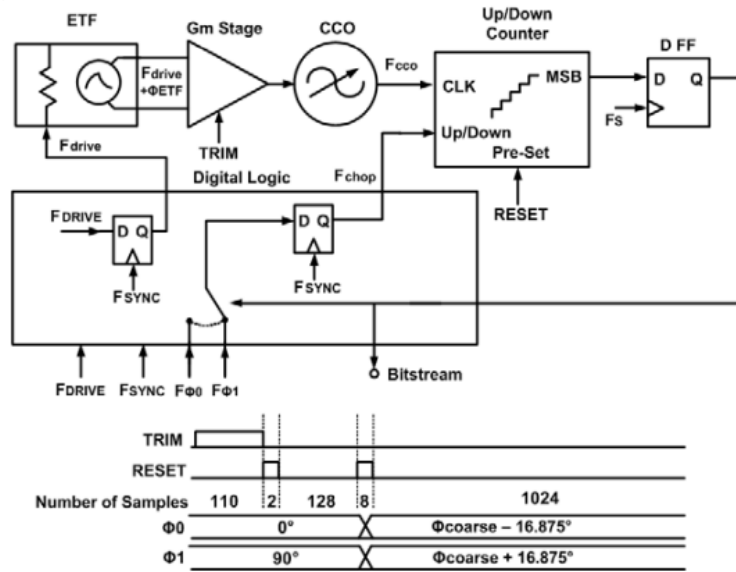 ETF
Gm Stage
CCO
Up/Down
Counter
D FF
Fdrive
+ΦETF
Fcco
CLK
MSB
D Q
Up/Down
Fs
Pre-Set
Fdrive
TRIM
Digital Logic
Fchop
RESET
FDRIVE
D Q
D Q
FSYNC
FSYNC
Bitstream
FDRIVE FSYNC FΦ0 FΦ1
TRIM
RESET
Number of Samples 110 2 128 8 1024
Φ0 0° Φcoarse – 16.875°
Φ1 90° Φcoarse + 16.875°